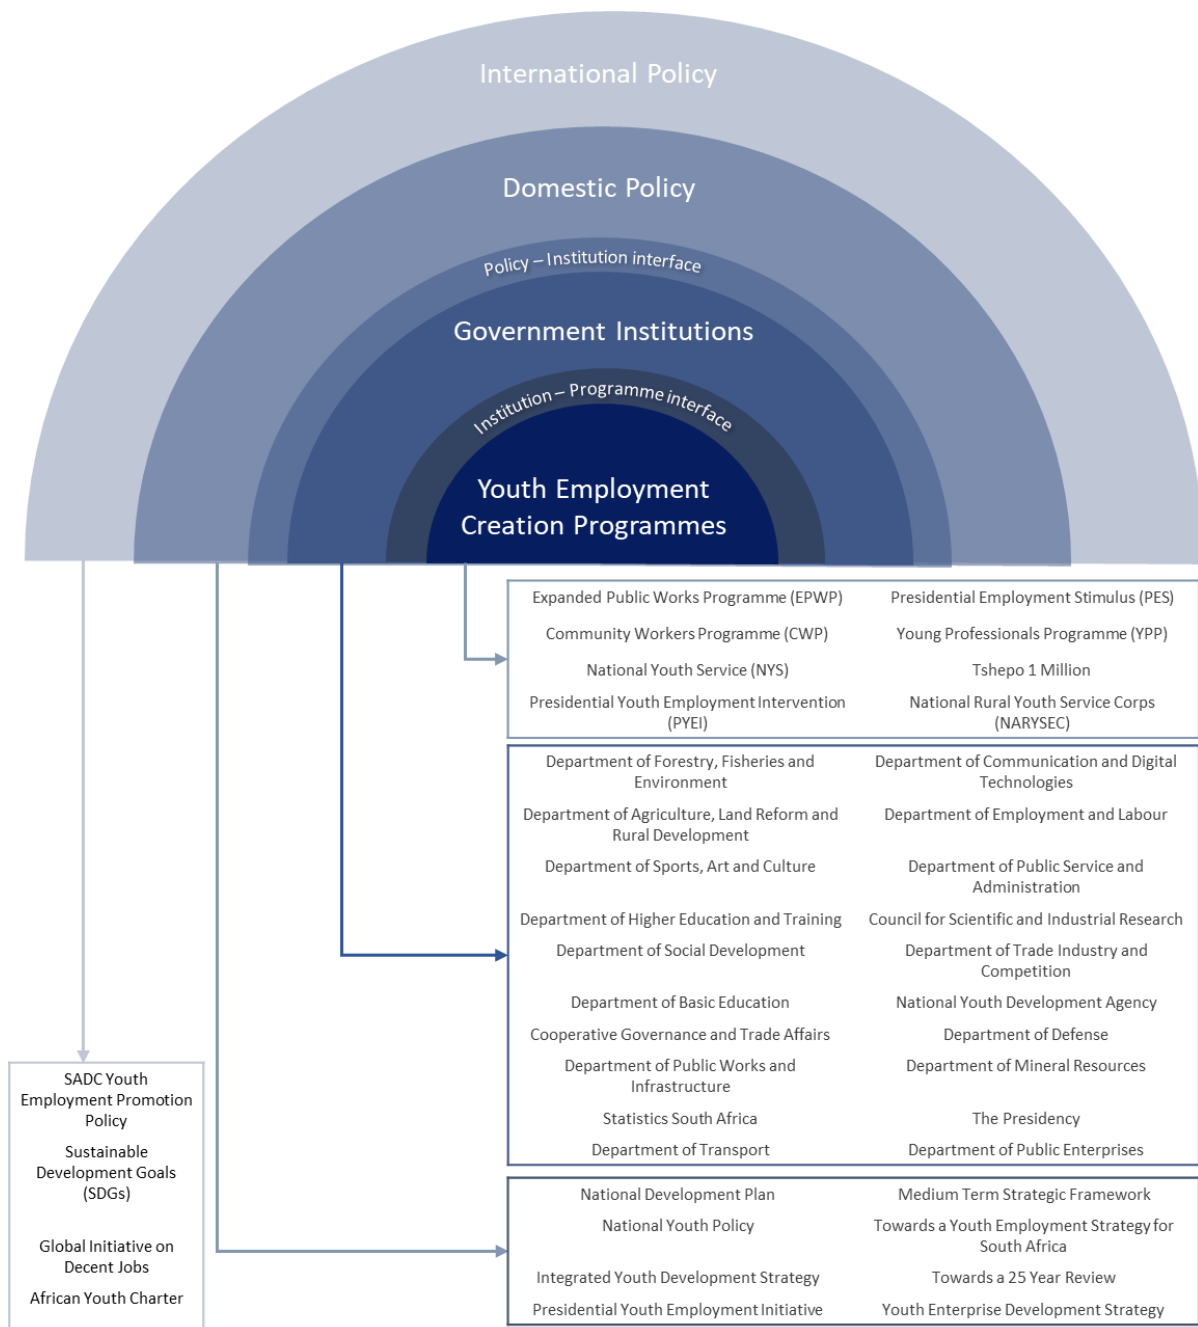 International Policy
Domestic Policy
Policy – Institution interface
Government Institutions
Institution – Programme interface
Youth Employment
Creation Programmes
Expanded Public Works Programme (EPWP)
Presidential Employment Stimulus (PES)
Community Workers Programme (CWP)
Young Professionals Programme (YPP)
National Youth Service (NYS)
Tshepo 1 Million
Presidential Youth Employment Intervention
(PYEI)
National Rural Youth Service Corps
(NARYSEC)
Department of Forestry, Fisheries and
Environment
Department of Communication and Digital
Technologies
Department of Agriculture, Land Reform and
Rural Development
Department of Employment and Labour
Department of Sports, Art and Culture
Department of Public Service and
Administration
Department of Higher Education and Training
Council for Scientific and Industrial Research
Department of Social Development
Department of Trade Industry and
Competition
Department of Basic Education
National Youth Development Agency
Cooperative Governance and Trade Affairs
Department of Defense
Department of Public Works and
Infrastructure
Department of Mineral Resources
Statistics South Africa
The Presidency
Department of Transport
Department of Public Enterprises
SADC Youth
Employment Promotion
Policy
Sustainable
Development Goals
(SDGs)
Global Initiative on
Decent Jobs
African Youth Charter
National Development Plan
Medium Term Strategic Framework
National Youth Policy
Towards a Youth Employment Strategy for
South Africa
Integrated Youth Development Strategy
Towards a 25 Year Review
Presidential Youth Employment Initiative
Youth Enterprise Development Strategy